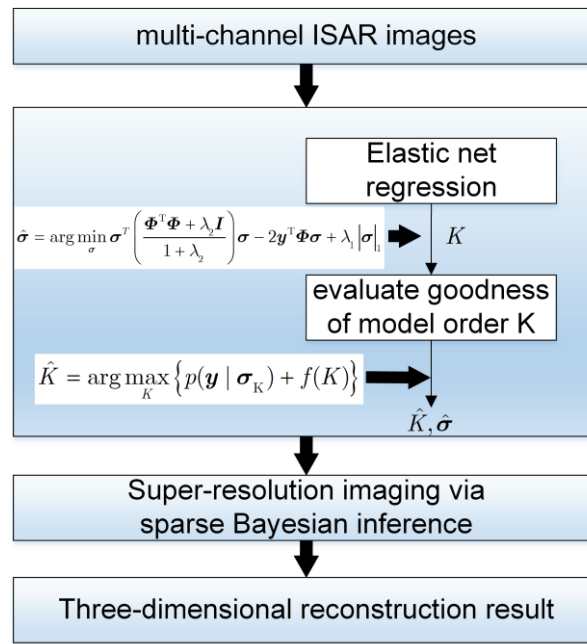 multi-channel ISAR images
Elastic net
regression
σ̂ = arg min_σ σ^T ((Φ^TΦ + λ_2 I) / (1 + λ_2)) σ − 2y^TΦσ + λ_1 |σ|_1
K
evaluate goodness
of model order K
K̂ = arg max_K {p(y | σ_K) + f(K)}
K̂, σ̂
Super-resolution imaging via
sparse Bayesian inference
Three-dimensional reconstruction result